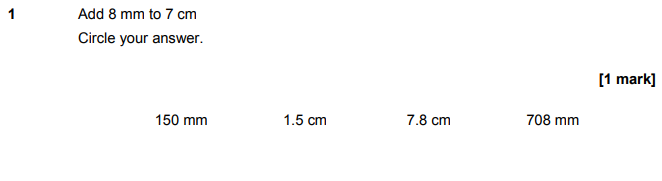 1 Add 8 mm to 7 cm
Circle your answer.
[1 mark]
150 mm 1.5 cm 7.8 cm 708 mm